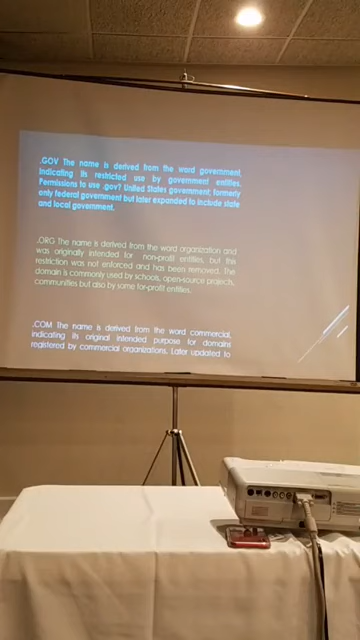 .GOV The name is derived from the word government,
indicating its restricted use by government entities.
Permissions to use .gov? United States government, formerly
only federal government but later expanded to include state
and local government.
.ORG The name is derived from the word organization and
was originally intended for non-profit entities, but this
restriction was not enforced and has been removed. The
domain is commonly used by schools, open-source projects,
communities but also by some for-profit entities.
.COM The name is derived from the word commercial,
indicating its original intended purpose for domains
registered by commercial organizations. Later updated to